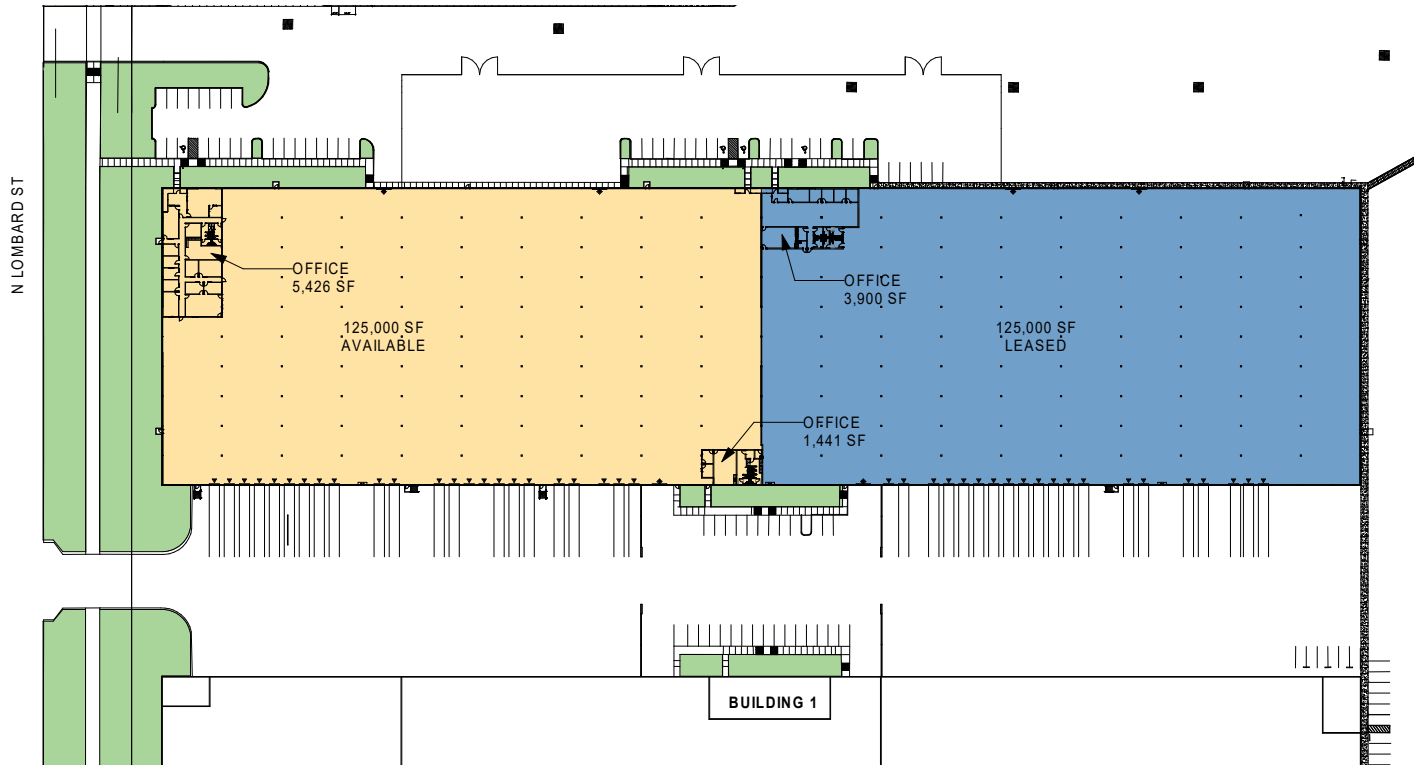 N LOMBARD ST
OFFICE
5,426 SF
OFFICE
3,900 SF
125,000 SF
AVAILABLE
125,000 SF
LEASED
OFFICE
1,441 SF
BUILDING 1